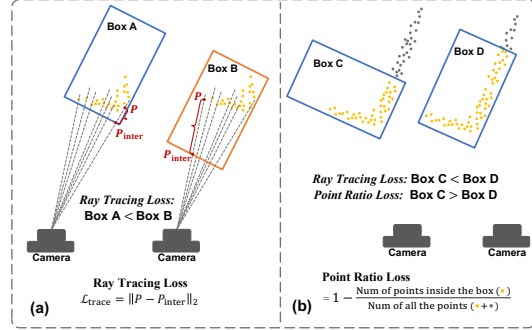 Box A
Box B
P
P
P_inter
P_inter
Ray Tracing Loss:
Box A < Box B
Camera
Camera
(a)
Ray Tracing Loss
ℒ_trace = ‖P − P_inter‖₂
Box C
Box D
Ray Tracing Loss: Box C < Box D
Point Ratio Loss: Box C > Box D
Camera
Camera
(b)
Point Ratio Loss
= 1 − Num of points inside the box (●)
Num of all the points (●+●)